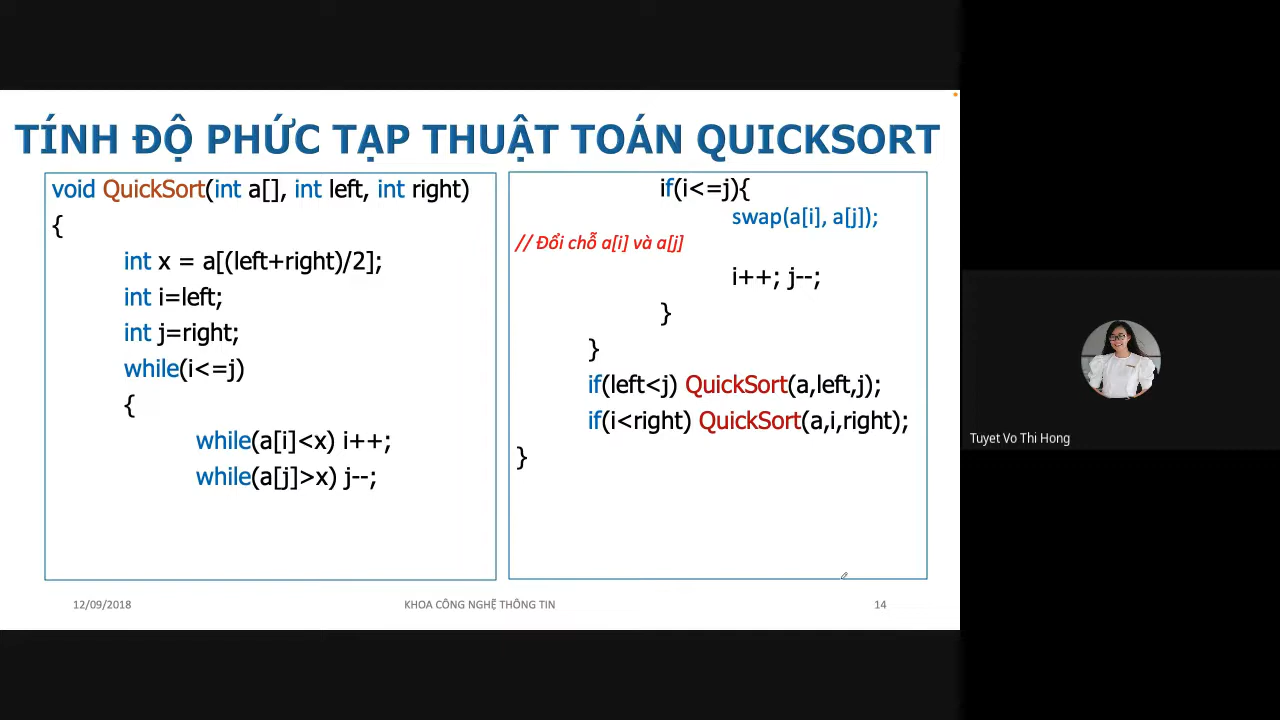 TÍNH ĐỘ PHỨC TẠP THUẬT TOÁN QUICKSORT
void QuickSort(int a[], int left, int right)
{
int x = a[(left+right)/2];
int i=left;
int j=right;
while(i<=j)
{
while(a[i]<x) i++;
while(a[j]>x) j--;
if(i<=j){
swap(a[i], a[j]);
// Đổi chỗ a[i] và a[j]
i++; j--;
}
}
if(left<j) QuickSort(a,left,j);
if(i<right) QuickSort(a,i,right);
}
12/09/2018
KHOA CÔNG NGHỆ THÔNG TIN
14
Tuyet Vo Thi Hong